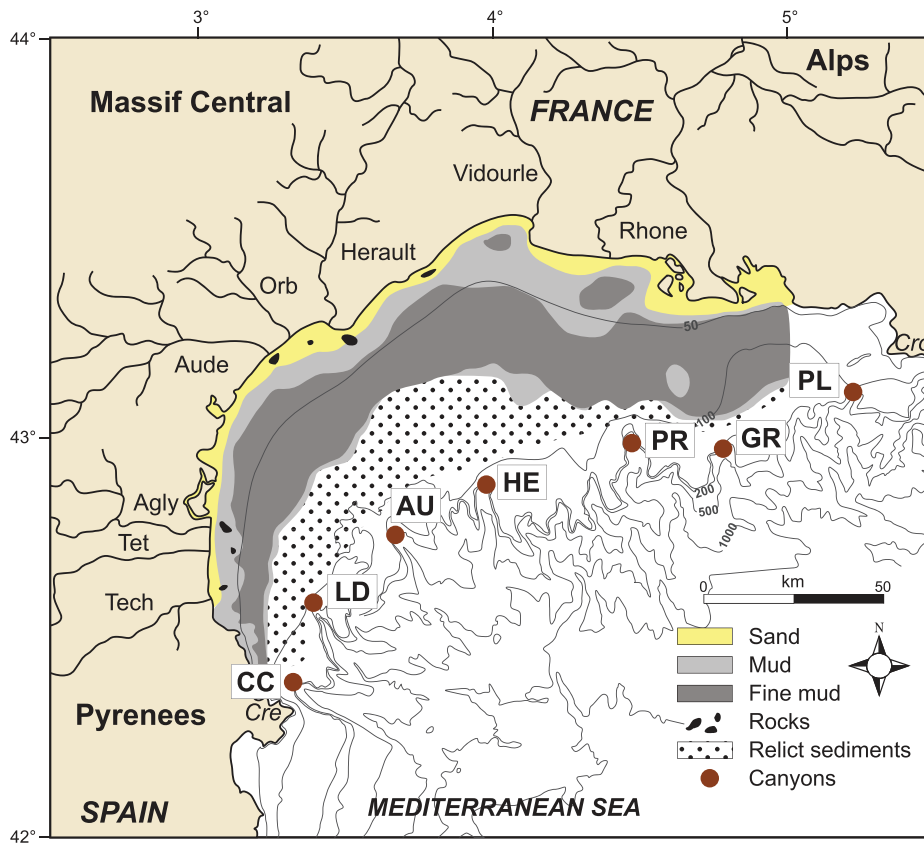 3°
4°
5°
44°
Alps
Massif Central
FRANCE
Vidourle
Rhone
Herault
Orb
50
Cro
Aude
PL
100
43°
PR
GR
HE
200
Agly
AU
500
1000
Tet
km
0
50
LD
Tech
Sand
N
Mud
CC
Fine mud
Cre
Pyrenees
Rocks
Relict sediments
Canyons
SPAIN
MEDITERRANEAN SEA
42°